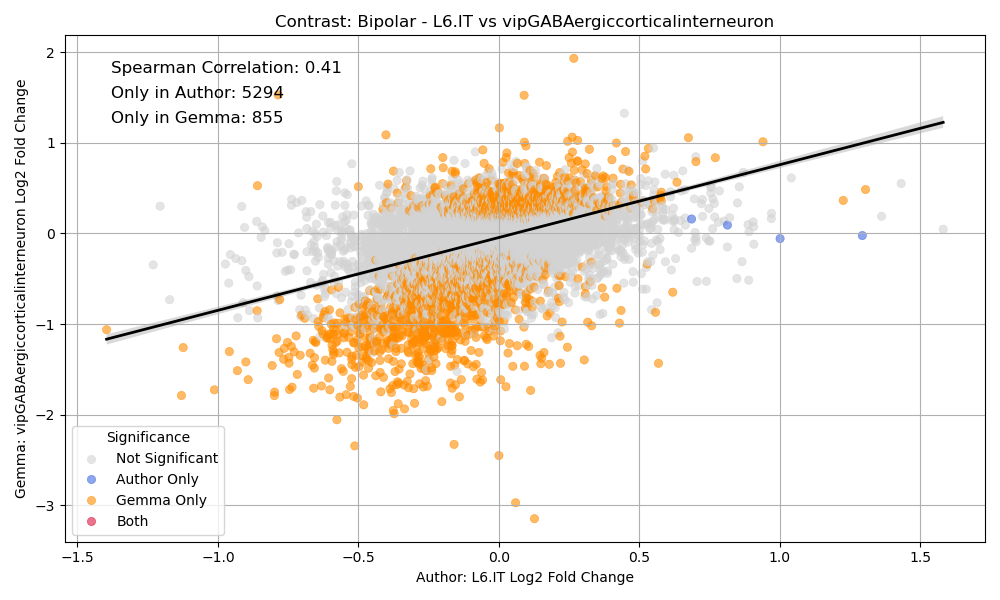 Contrast: Bipolar - L6.IT vs vipGABAergiccorticalinterneuron
Gemma: vipGABAergiccorticalinterneuron Log2 Fold Change
2
1
0
−1
−2
−3
Spearman Correlation: 0.41
Only in Author: 5294
Only in Gemma: 855
Significance
Not Significant
Author Only
Gemma Only
Both
−1.5
−1.0
−0.5
0.0
0.5
1.0
1.5
Author: L6.IT Log2 Fold Change